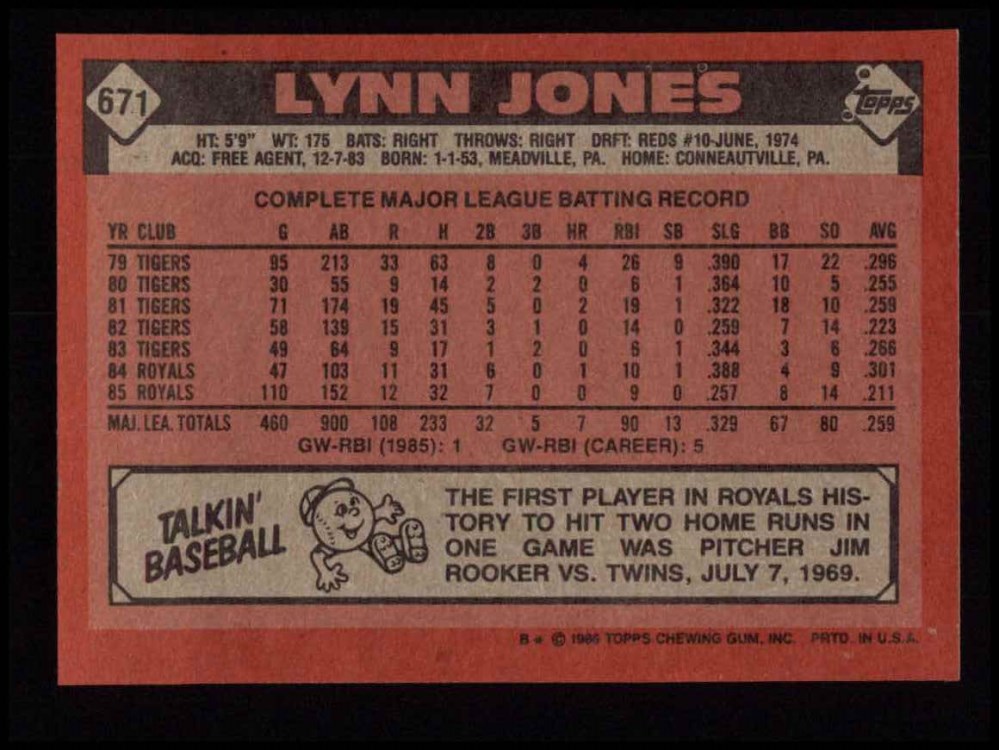 671 LYNN JONES Topps
HT: 5'9" WT: 175 BATS: RIGHT THROWS: RIGHT DRFT: REDS #10-JUNE, 1974
ACQ: FREE AGENT, 12-7-83 BORN: 1-1-53, MEADVILLE, PA. HOME: CONNEAUTVILLE, PA.
COMPLETE MAJOR LEAGUE BATTING RECORD
YR CLUB G AB R H 2B 3B HR RBI SB SLG BB SO AVG
79 TIGERS 95 213 33 63 8 0 4 26 9 .390 17 22 .296
80 TIGERS 30 55 9 14 2 2 0 6 1 .364 10 5 .255
81 TIGERS 71 174 19 45 5 0 2 19 1 .322 18 10 .259
82 TIGERS 58 139 15 31 3 1 0 14 0 .259 7 14 .223
83 TIGERS 49 64 9 17 1 2 0 6 1 .344 3 6 .266
84 ROYALS 47 103 11 31 6 0 1 10 1 .388 4 9 .301
85 ROYALS 110 152 12 32 7 0 0 9 0 .257 8 14 .211
MAJ. LEA. TOTALS 460 900 108 233 32 5 7 90 13 .329 67 80 .259
GW-RBI (1985): 1 GW-RBI (CAREER): 5
TALKIN'
BASEBALL
THE FIRST PLAYER IN ROYALS HIS-
TORY TO HIT TWO HOME RUNS IN
ONE GAME WAS PITCHER JIM
ROOKER VS. TWINS, JULY 7, 1969.
B* © 1986 TOPPS CHEWING GUM, INC. PRTD. IN U.S.A.